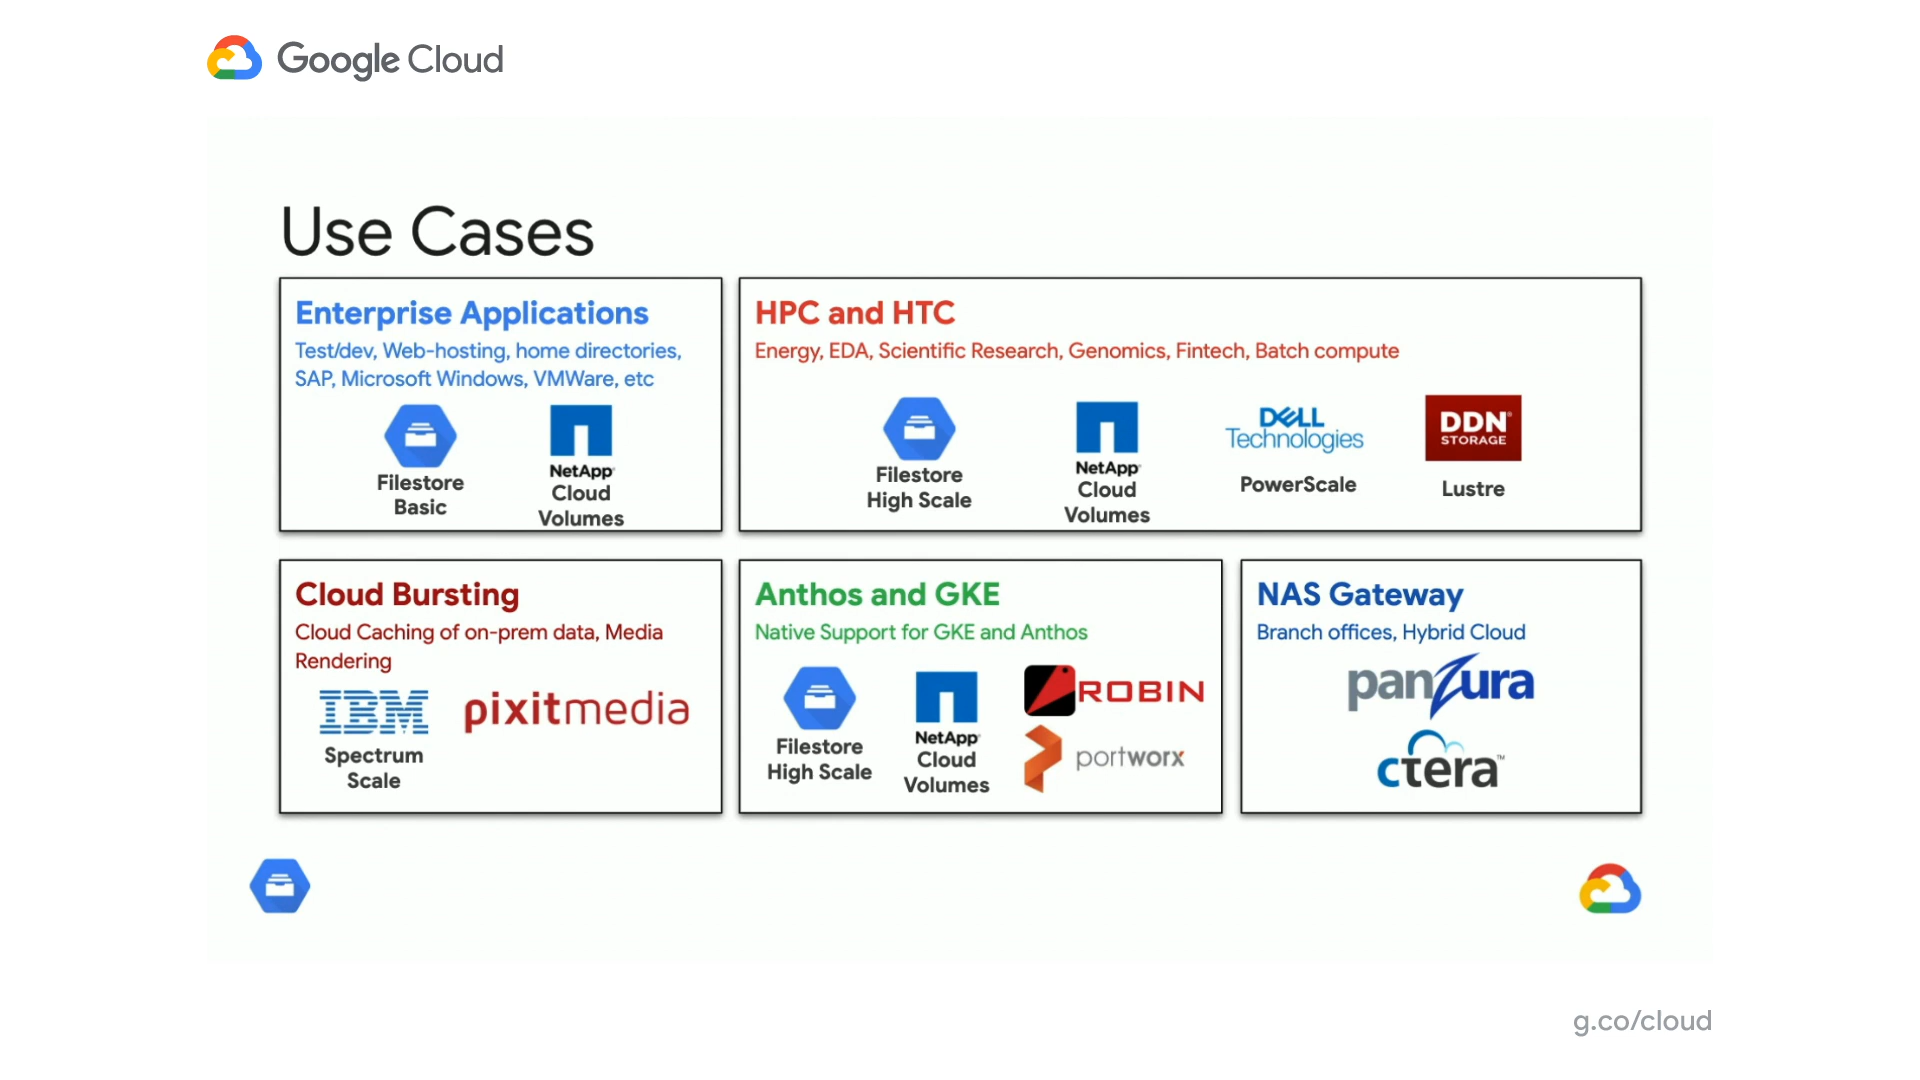 Google Cloud
Use Cases
Enterprise Applications
Test/dev, Web-hosting, home directories,
SAP, Microsoft Windows, VMWare, etc
Filestore
Basic
NetApp
Cloud
Volumes
HPC and HTC
Energy, EDA, Scientific Research, Genomics, Fintech, Batch compute
Filestore
High Scale
NetApp
Cloud
Volumes
DELL
Technologies
PowerScale
DDN
STORAGE
Lustre
Cloud Bursting
Cloud Caching of on-prem data, Media
Rendering
IBM
Spectrum
Scale
pixitmedia
Anthos and GKE
Native Support for GKE and Anthos
Filestore
High Scale
NetApp
Cloud
Volumes
ROBIN
portworx
NAS Gateway
Branch offices, Hybrid Cloud
panzura
ctera™
g.co/cloud